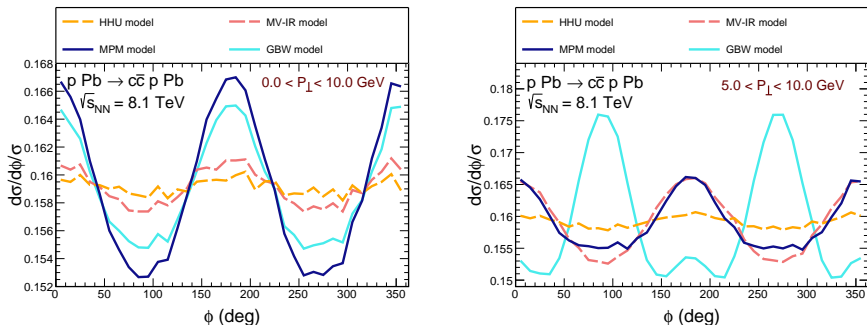 HHU model MV-IR model
MPM model GBW model
p Pb → cc̄ p Pb 0.0 < P⊥ < 10.0 GeV
√sNN = 8.1 TeV
dσ/dϕ/σ
0.168
0.166
0.164
0.162
0.16
0.158
0.156
0.154
0.152
0 50 100 150 200 250 300 350
ϕ (deg)
HHU model MV-IR model
MPM model GBW model
p Pb → cc̄ p Pb 5.0 < P⊥ < 10.0 GeV
√sNN = 8.1 TeV
dσ/dϕ/σ
0.18
0.175
0.17
0.165
0.16
0.155
0.15
0 50 100 150 200 250 300 350
ϕ (deg)